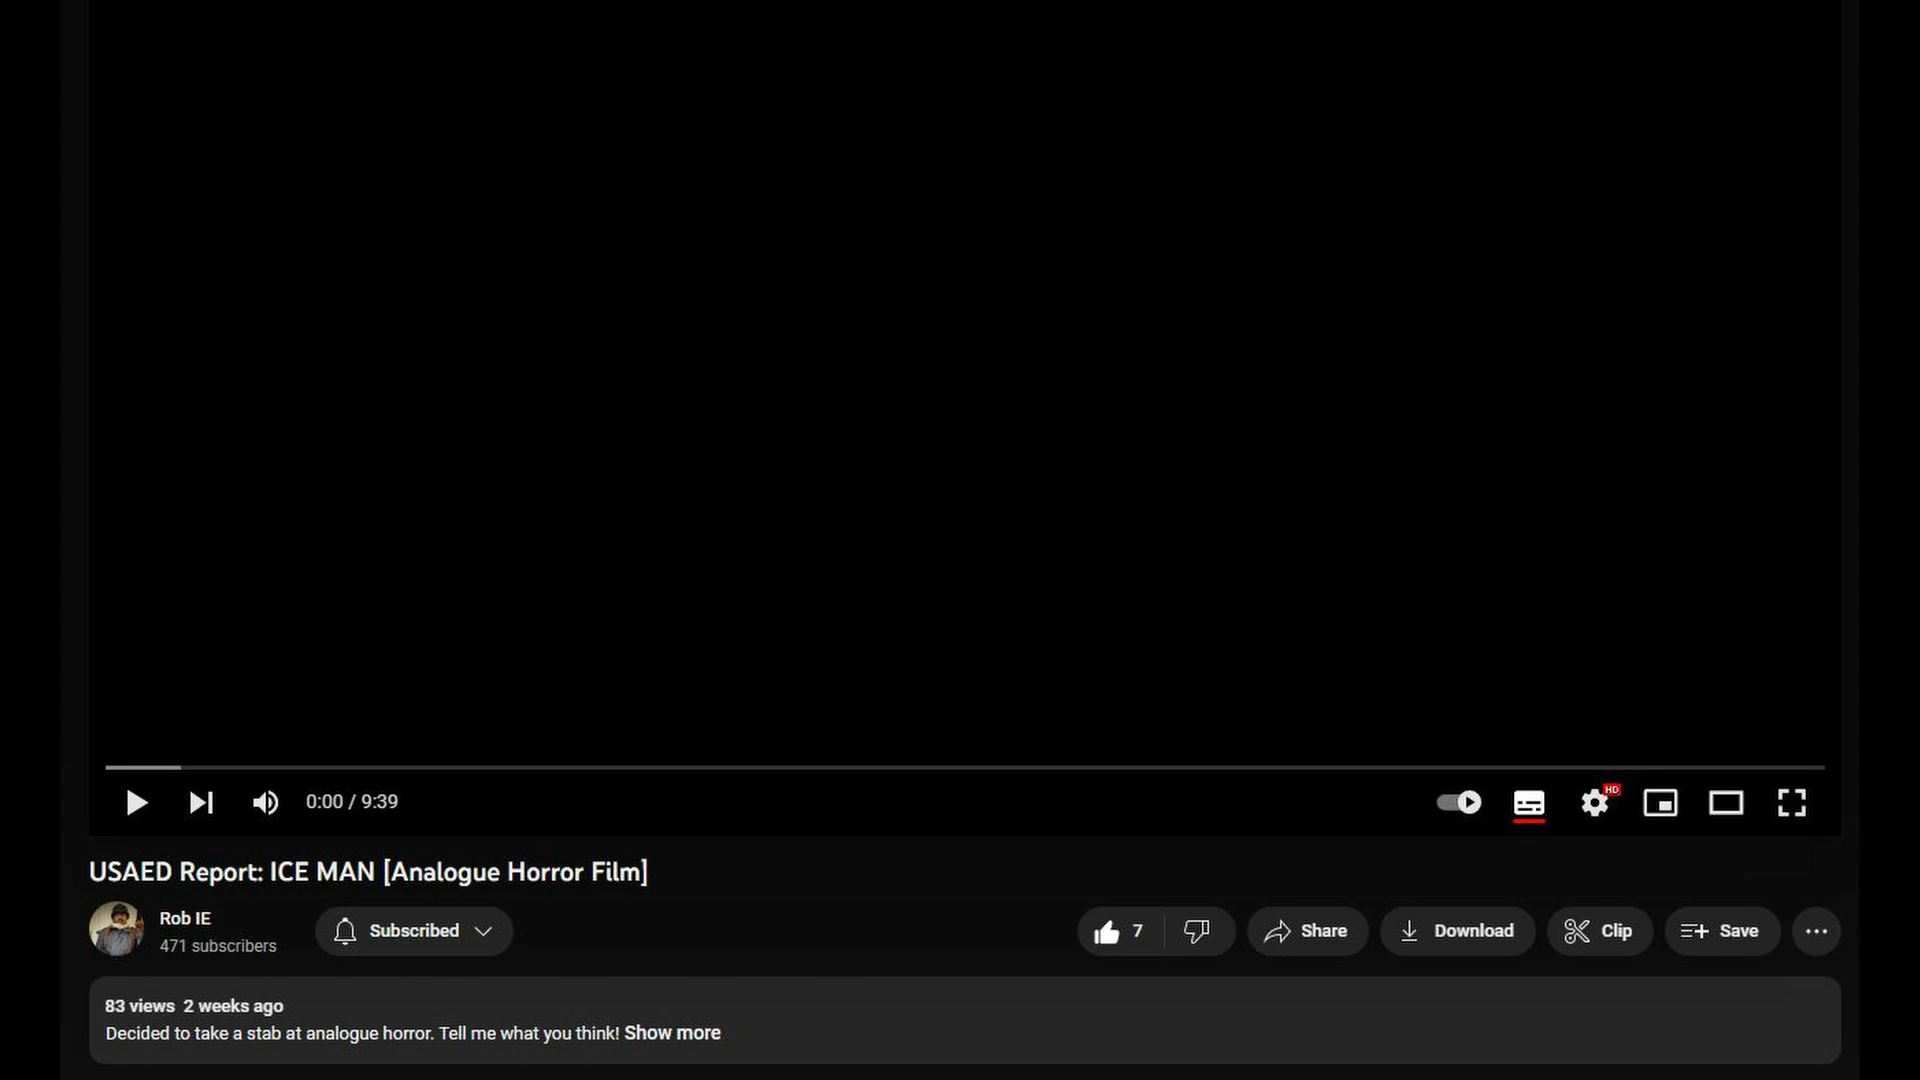 0:00 / 9:39
HD
USAED Report: ICE MAN [Analogue Horror Film]
Rob IE
471 subscribers
Subscribed
7
Share
Download
Clip
Save
83 views 2 weeks ago
Decided to take a stab at analogue horror. Tell me what you think! Show more